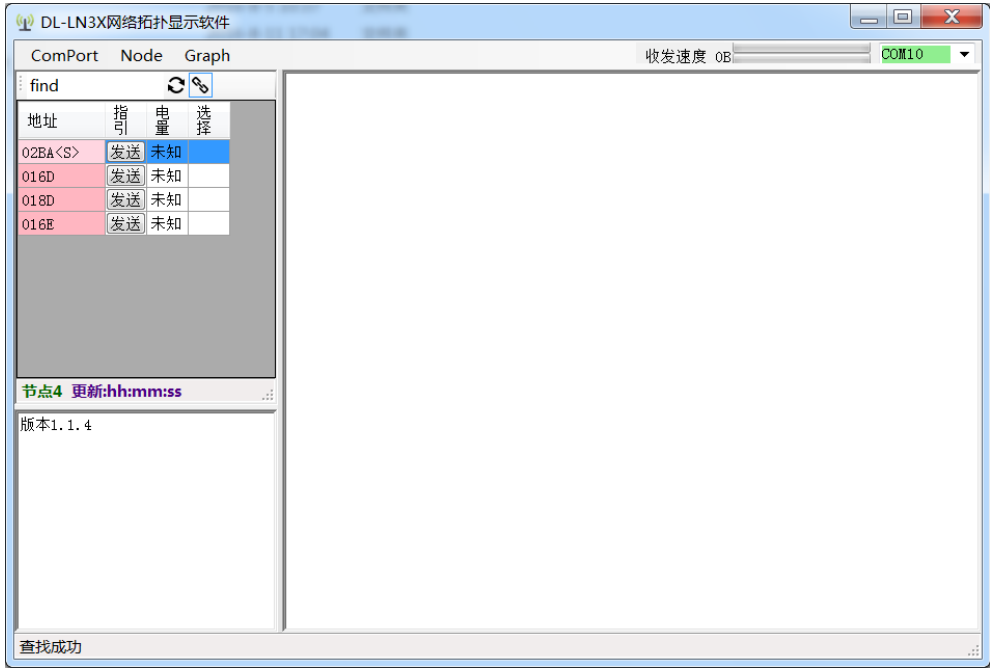 DL-LN3X网络拓扑显示软件
ComPort Node Graph 收发速度 0B COM10
find
地址 指引 电量 选择
02BA<S> 发送 未知
016D 发送 未知
018D 发送 未知
016E 发送 未知
节点4 更新:hh:mm:ss
版本1.1.4
查找成功